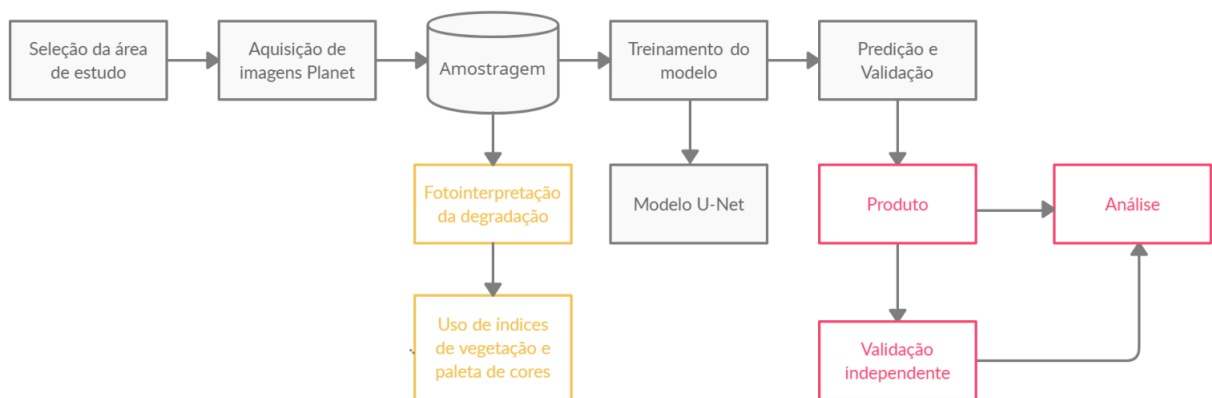 Seleção da área
de estudo
Aquisição de
imagens Planet
Amostragem
Treinamento do
modelo
Predição e
Validação
Fotointerpretação
da degradação
Modelo U-Net
Produto
Análise
Uso de índices
de vegetação e
paleta de cores
Validação
independente